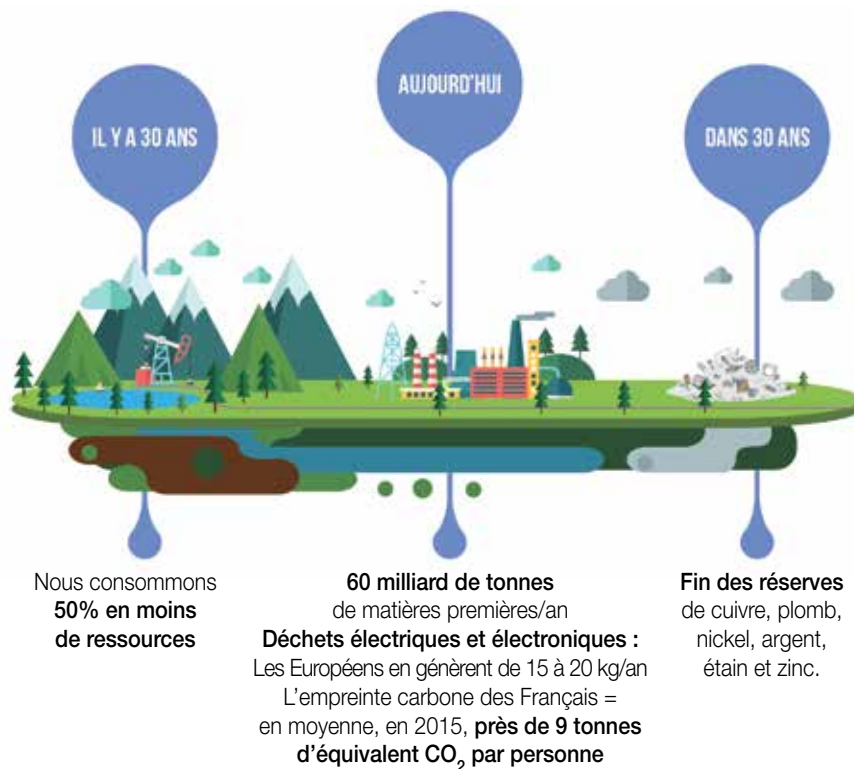 IL Y A 30 ANS
AUJOURD'HUI
DANS 30 ANS
Nous consommons
50% en moins
de ressources
60 milliard de tonnes
de matières premières/an
Déchets électriques et électroniques :
Les Européens en génèrent de 15 à 20 kg/an
L'empreinte carbone des Français =
en moyenne, en 2015, près de 9 tonnes
d'équivalent CO₂ par personne
Fin des réserves
de cuivre, plomb,
nickel, argent,
étain et zinc.